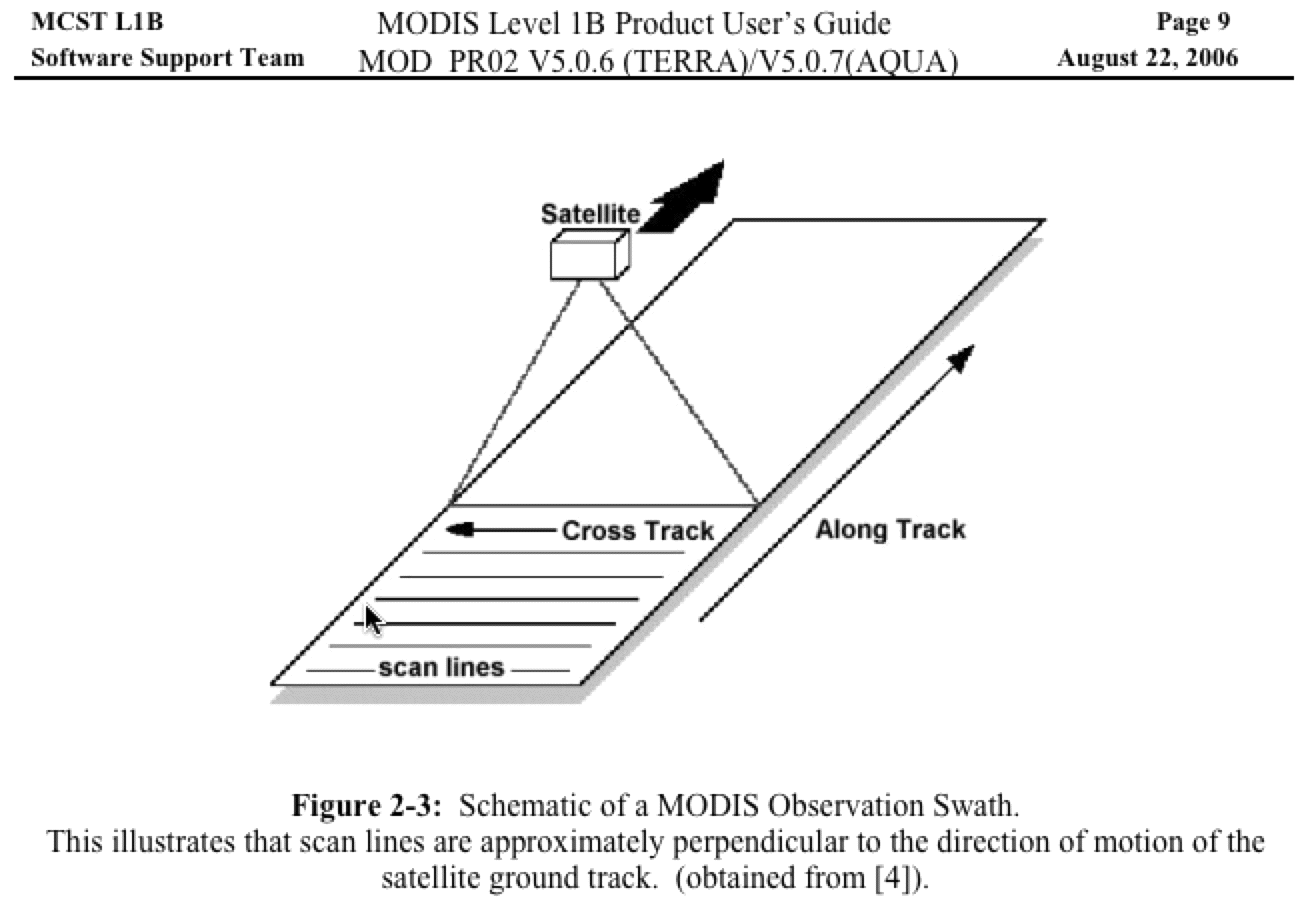 MCST L1B MODIS Level 1B Product User's Guide Page 9
Software Support Team MOD_PR02 V5.0.6 (TERRA)/V5.0.7(AQUA) August 22, 2006
Satellite
Cross Track
Along Track
scan lines
Figure 2-3: Schematic of a MODIS Observation Swath.
This illustrates that scan lines are approximately perpendicular to the direction of motion of the
satellite ground track. (obtained from [4]).